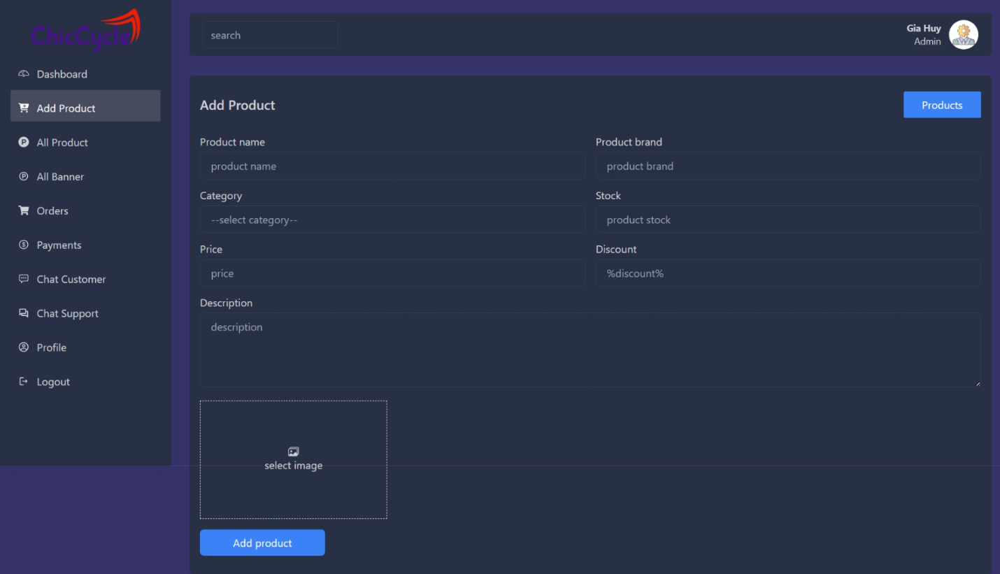 ChicCycle
Dashboard
Add Product
All Product
All Banner
Orders
Payments
Chat Customer
Chat Support
Profile
Logout
search
Gia Huy
Admin
Add Product
Products
Product name
Product brand
product name
product brand
Category
Stock
--select category--
product stock
Price
Discount
price
%discount%
Description
description
select image
Add product